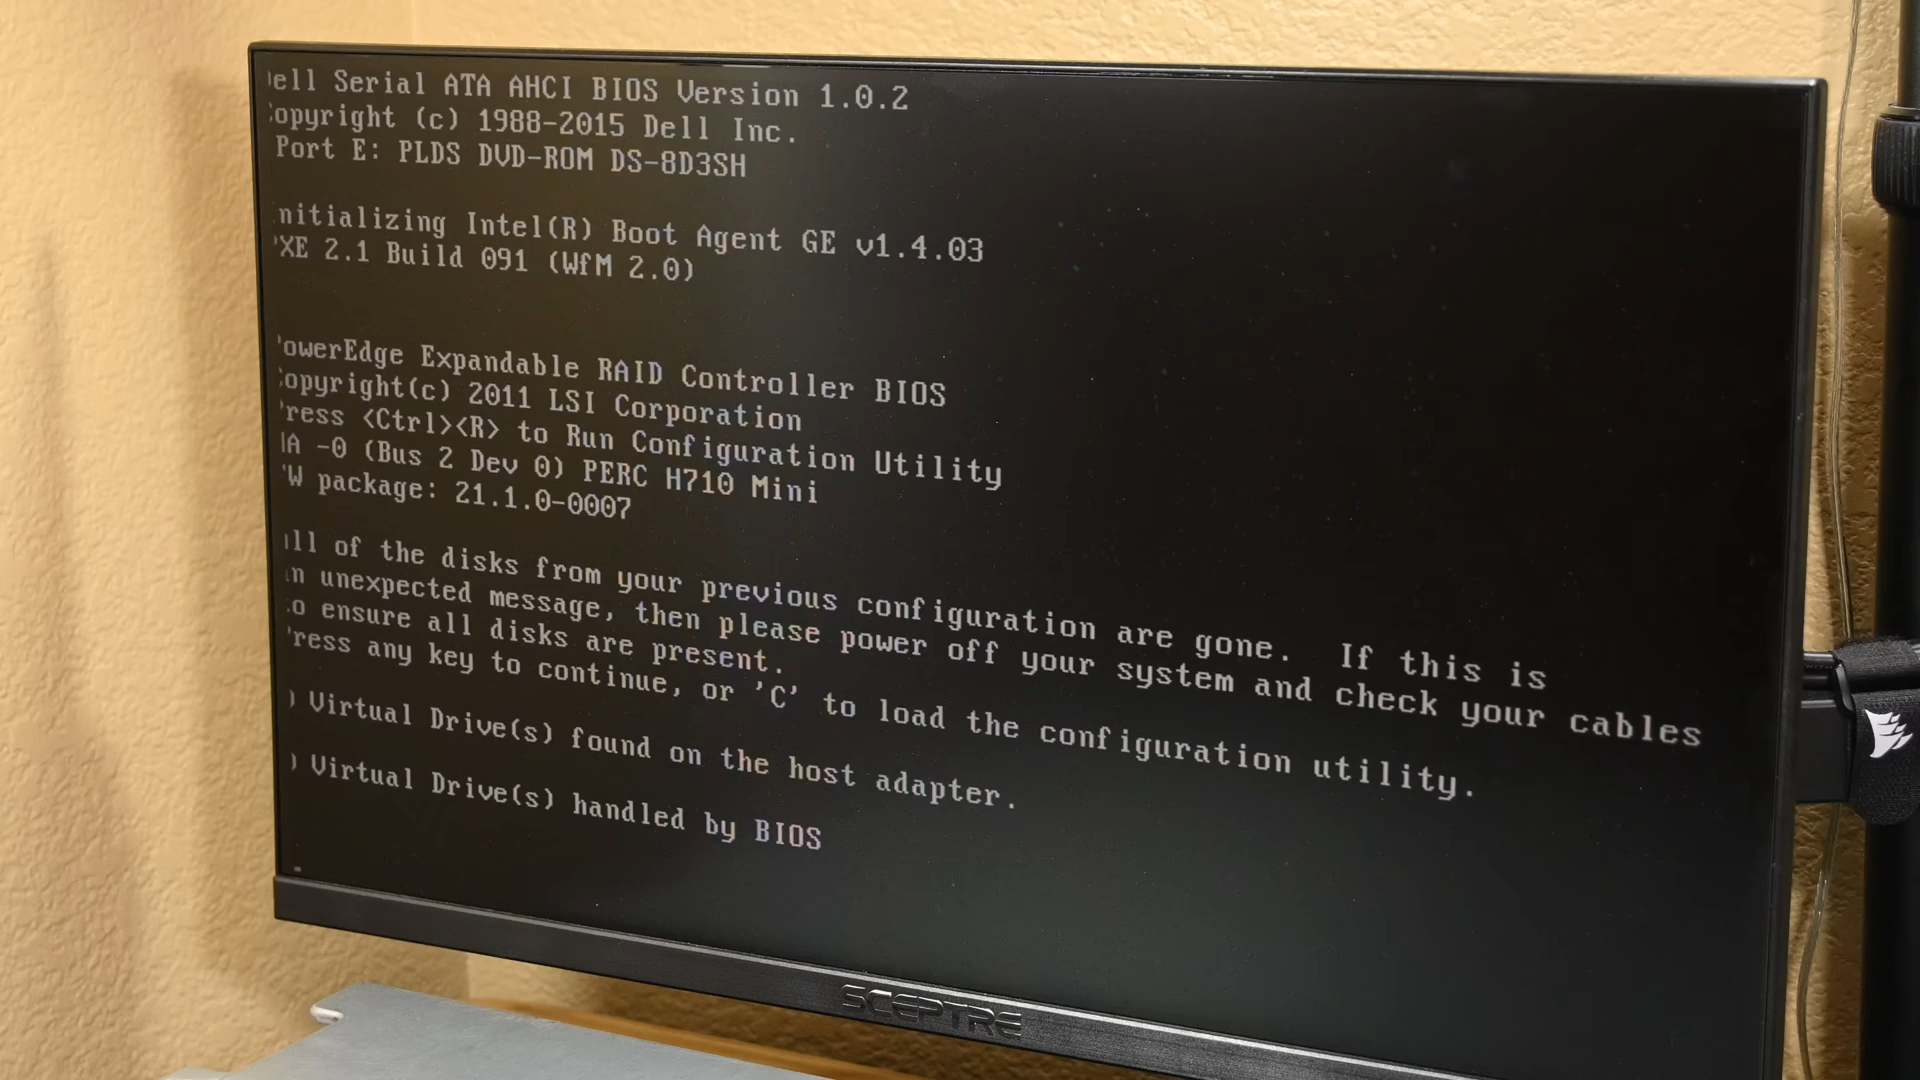 ell Serial ATA AHCI BIOS Version 1.0.2
opyright (c) 1988-2015 Dell Inc.
Port E: PLDS DVD-ROM DS-8D3SH
nitializing Intel(R) Boot Agent GE v1.4.03
XE 2.1 Build 091 (WfM 2.0)
owerEdge Expandable RAID Controller BIOS
opyright(c) 2011 LSI Corporation
ress <Ctrl><R> to Run Configuration Utility
A -0 (Bus 2 Dev 0) PERC H710 Mini
W package: 21.1.0-0007
ll of the disks from your previous configuration are gone.  If this is
n unexpected message, then please power off your system and check your cables
o ensure all disks are present.
ress any key to continue, or 'C' to load the configuration utility.
Virtual Drive(s) found on the host adapter.
Virtual Drive(s) handled by BIOS
SCEPTRE